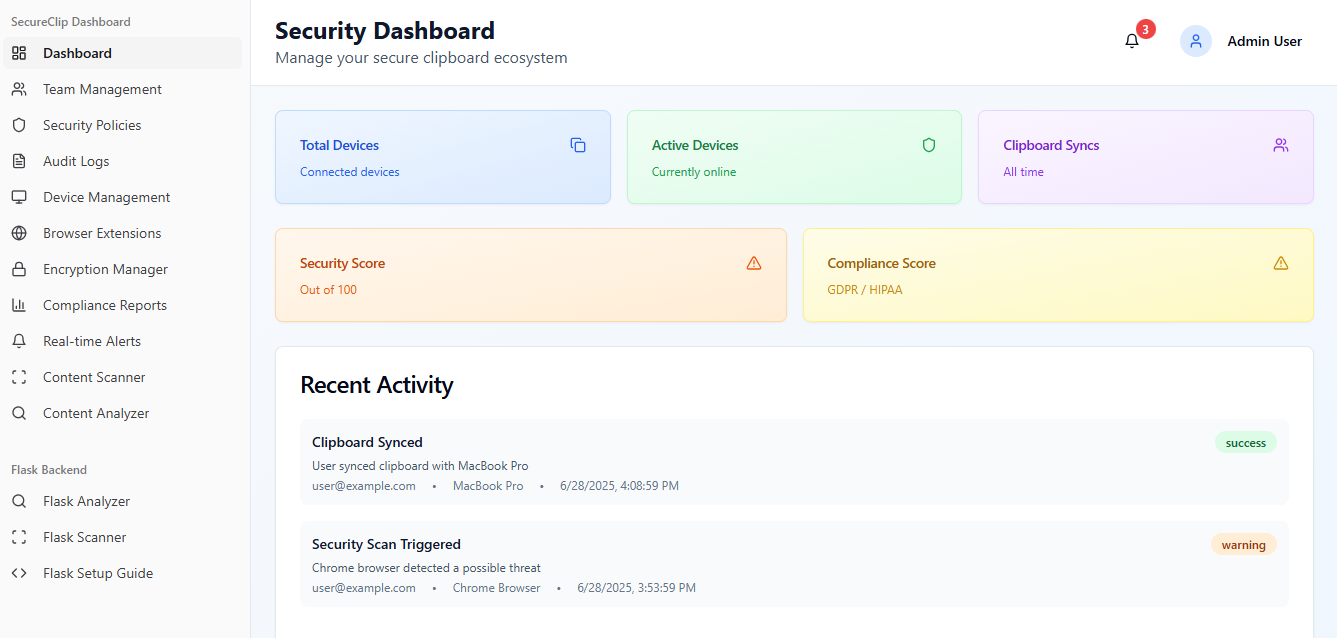 SecureClip Dashboard
Dashboard
Team Management
Security Policies
Audit Logs
Device Management
Browser Extensions
Encryption Manager
Compliance Reports
Real-time Alerts
Content Scanner
Content Analyzer
Flask Backend
Flask Analyzer
Flask Scanner
Flask Setup Guide
Security Dashboard
Manage your secure clipboard ecosystem
3
Admin User
Total Devices
Connected devices
Active Devices
Currently online
Clipboard Syncs
All time
Security Score
Out of 100
Compliance Score
GDPR / HIPAA
Recent Activity
Clipboard Synced
success
User synced clipboard with MacBook Pro
user@example.com • MacBook Pro • 6/28/2025, 4:08:59 PM
Security Scan Triggered
warning
Chrome browser detected a possible threat
user@example.com • Chrome Browser • 6/28/2025, 3:53:59 PM